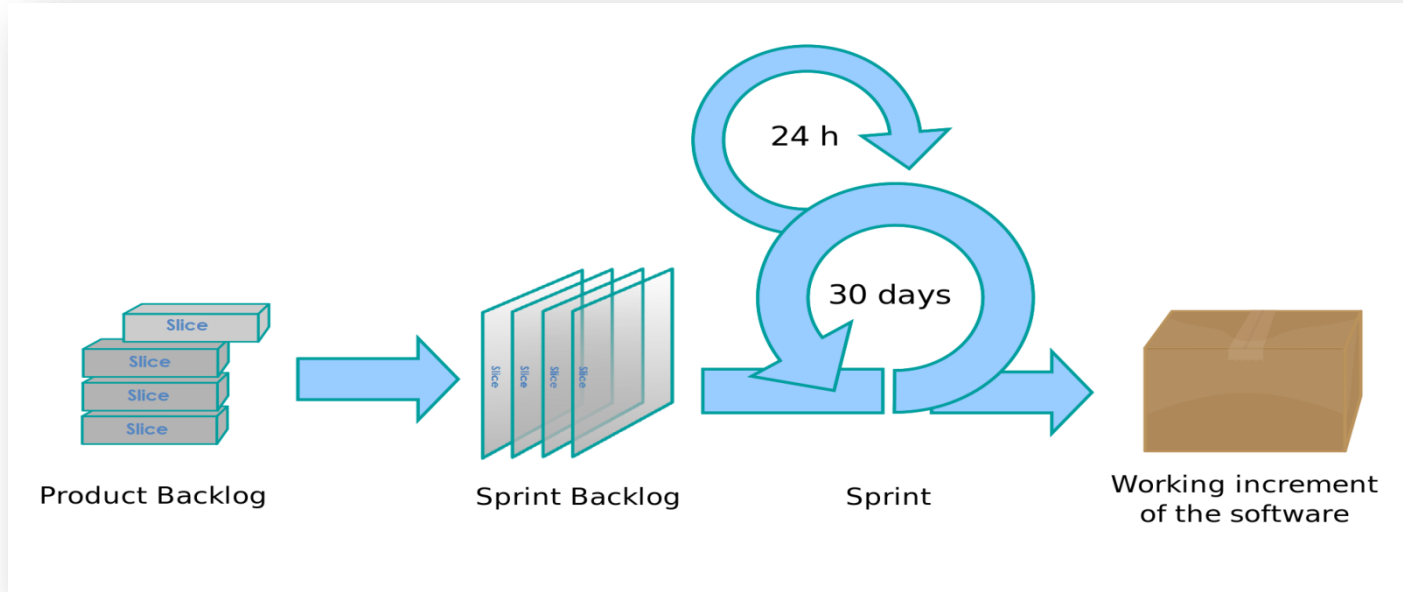 24 h
30 days
Slice
Slice
Slice
Slice
Slice
Slice
Slice
Slice
Product Backlog
Sprint Backlog
Sprint
Working increment
of the software